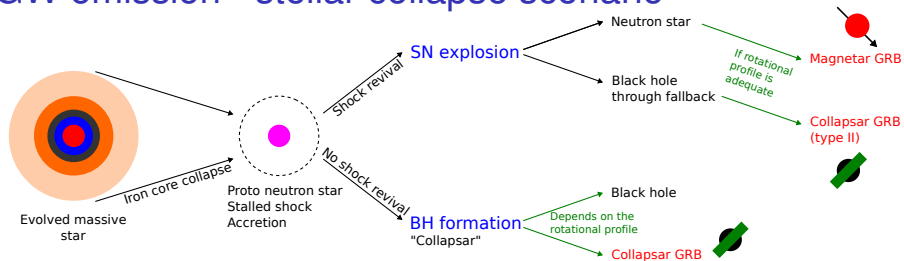 GW emission - stellar collapse scenario
Evolved massive
star
Iron core collapse
Proto neutron star
Stalled shock
Accretion
Shock revival
No shock revival
SN explosion
Neutron star
Black hole
through fallback
If rotational
profile is
adequate
Magnetar GRB
Collapsar GRB
(type II)
BH formation
"Collapsar"
Black hole
Depends on the
rotational profile
Collapsar GRB